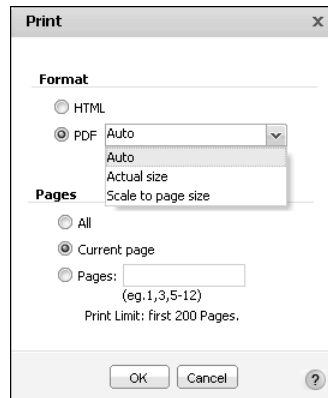 Print x
Format
HTML
PDF Auto
Auto
Actual size
Scale to page size
Pages
All
Current page
Pages:
(eg.1,3,5-12)
Print Limit: first 200 Pages.
OK Cancel ?